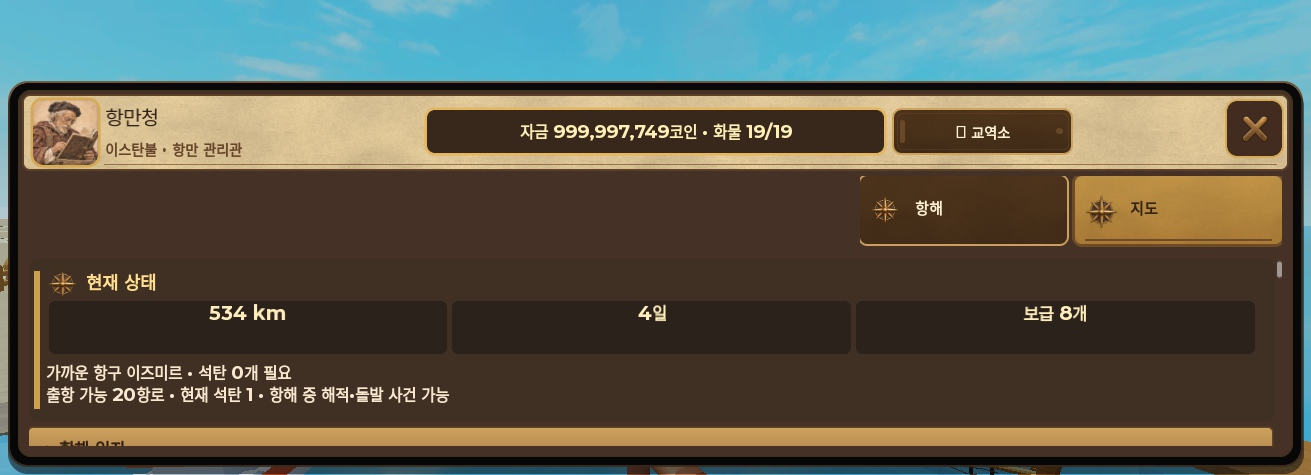 항만청
이스탄불 • 항만 관리관
자금 999,997,749코인 • 화물 19/19
교역소
항해
지도
현재 상태
534 km
4일
보급 8개
가까운 항구 이즈미르 • 석탄 0개 필요
출항 가능 20항로 • 현재 석탄 1 • 항해 중 해적•돌발 사건 가능